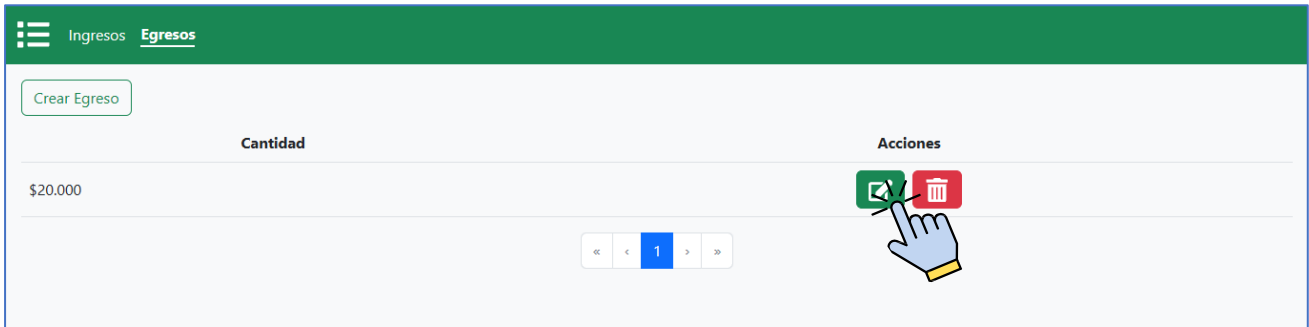 Ingresos Egresos
Crear Egreso
Cantidad Acciones
$20.000
« ‹ 1 › »